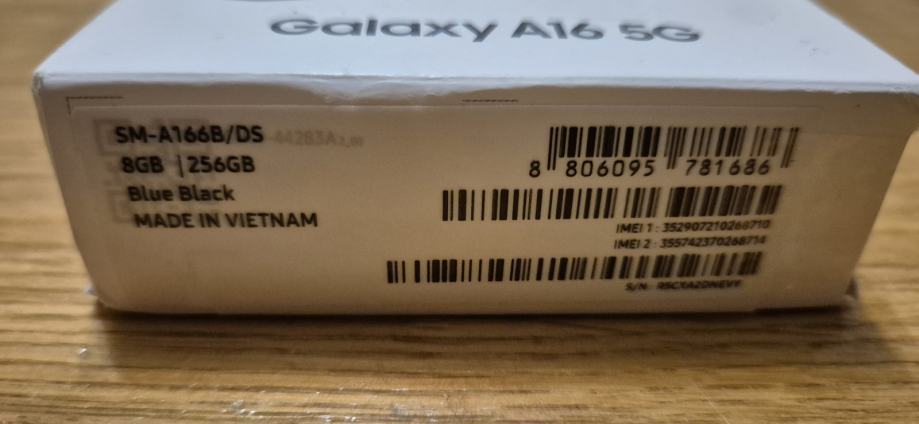 Galaxy A16 5G
SM-A166B/DS
8GB | 256GB
Blue Black
MADE IN VIETNAM
8 806095 781686
IMEI 1 : 352907210268710
IMEI 2 : 355742370268714
S/N :